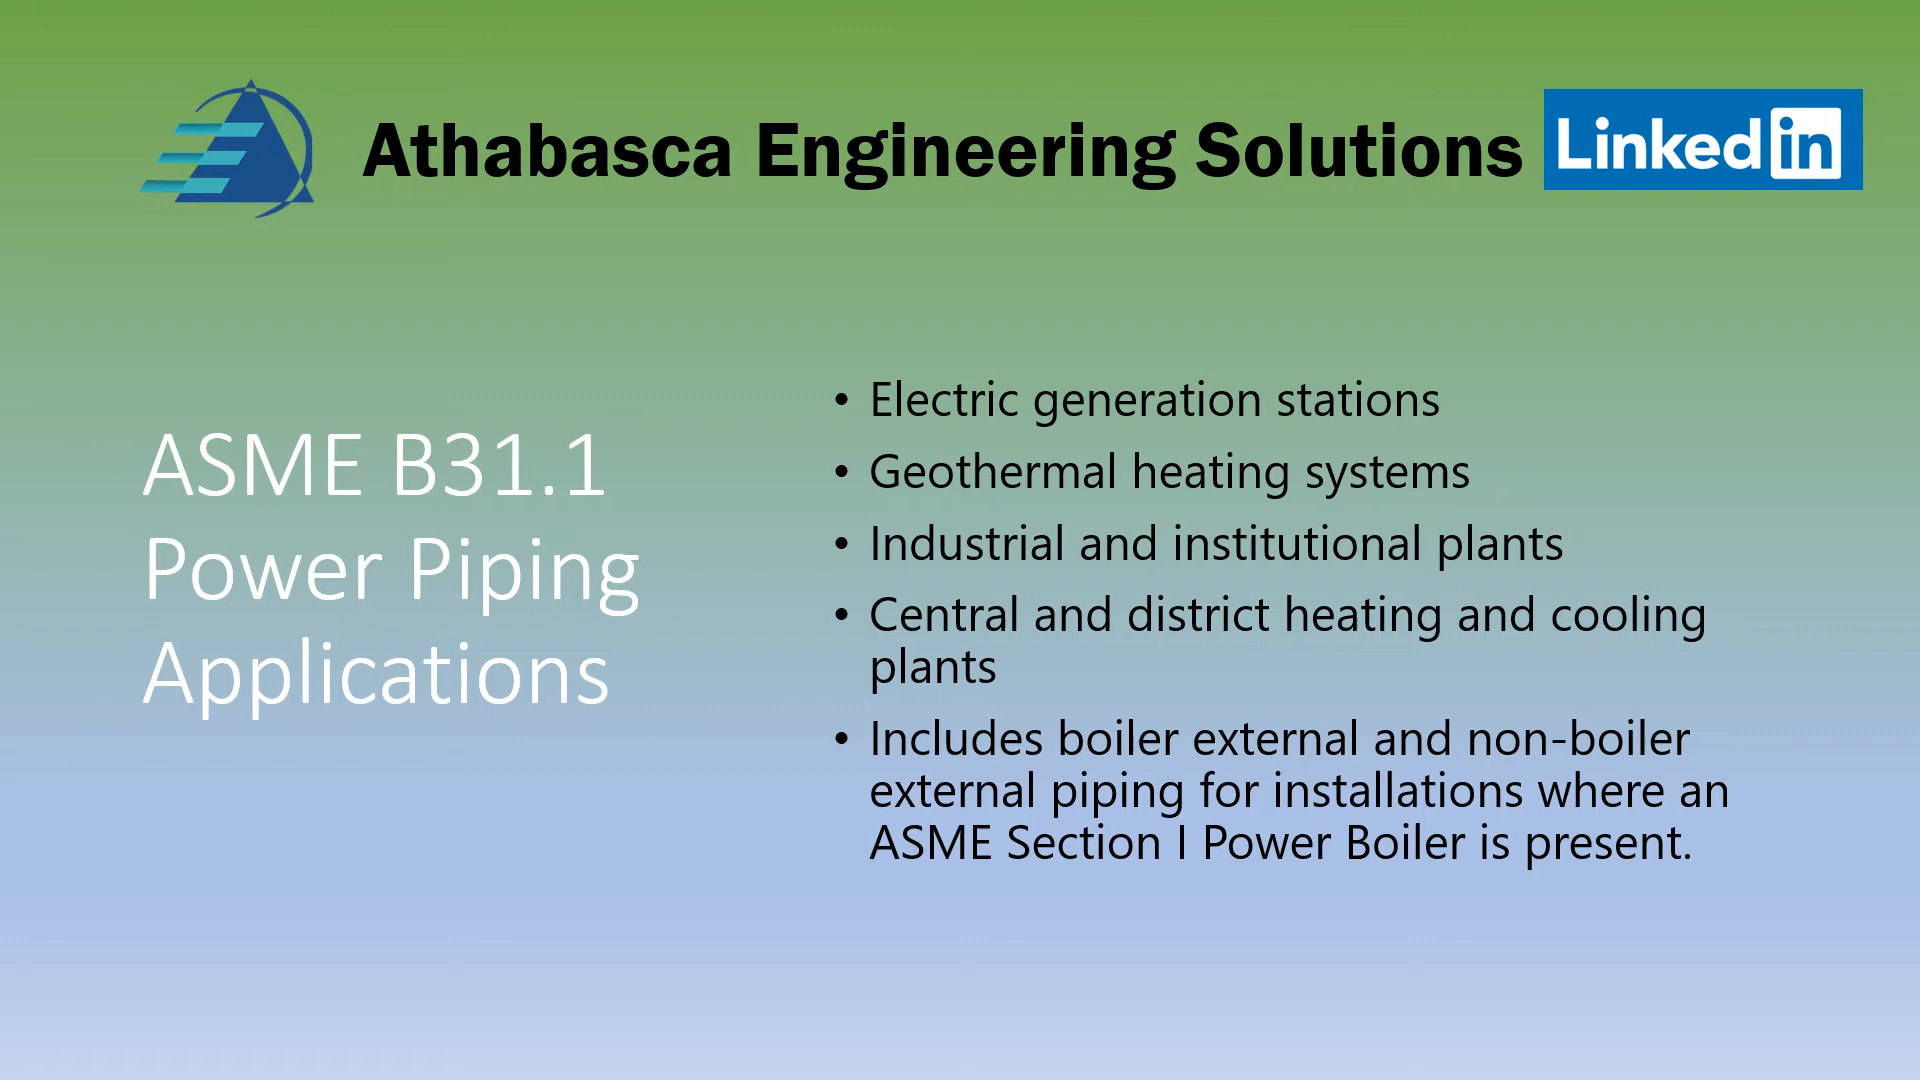 Athabasca Engineering Solutions
Linked in
ASME B31.1
Power Piping
Applications
• Electric generation stations
• Geothermal heating systems
• Industrial and institutional plants
• Central and district heating and cooling
plants
• Includes boiler external and non-boiler
external piping for installations where an
ASME Section I Power Boiler is present.